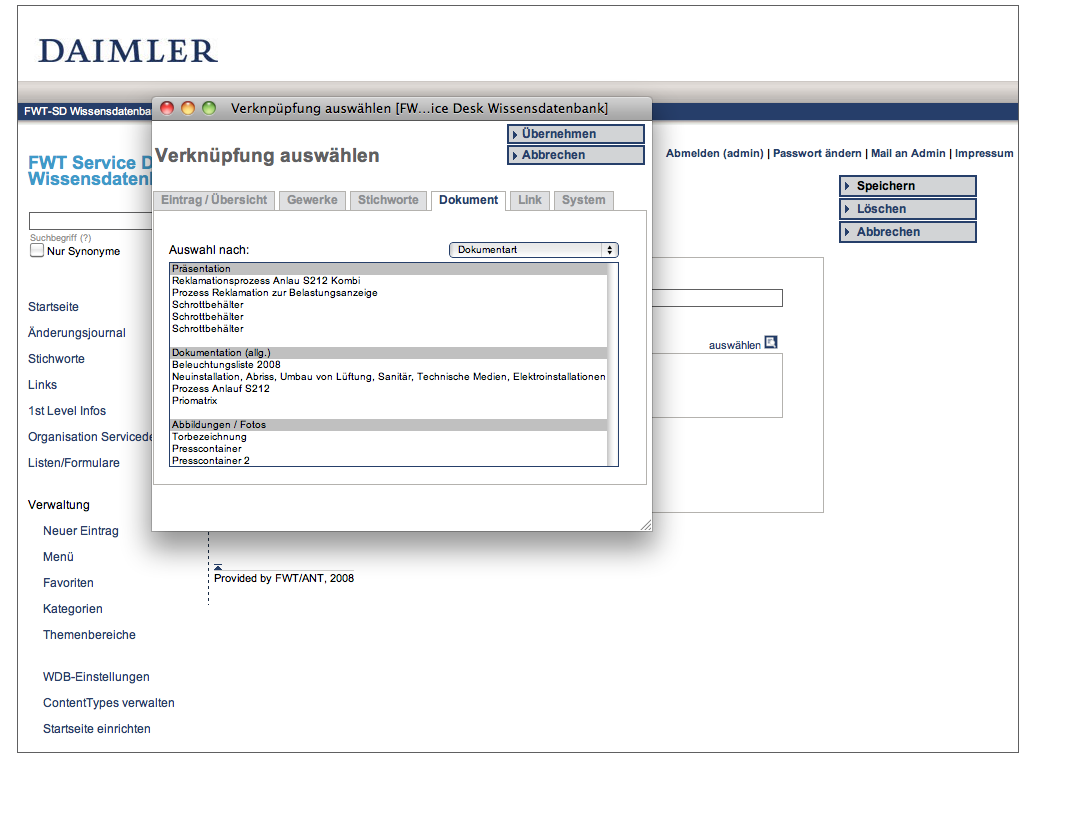 DAIMLER
FWT-SD Wissensdatenba
Verknpüpfung auswählen [FW...ice Desk Wissensdatenbank]
Übernehmen
Abbrechen
Verknüpfung auswählen
Abmelden (admin) | Passwort ändern | Mail an Admin | Impressum
FWT Service D
Wissensdatenb
Speichern
Löschen
Abbrechen
Eintrag / Übersicht Gewerke Stichworte Dokument Link System
Suchbegriff (?)
Nur Synonyme
Auswahl nach: Dokumentart
Präsentation
Reklamationsprozess Anlau S212 Kombi
Prozess Reklamation zur Belastungsanzeige
Schrottbehälter
Schrottbehälter
Schrottbehälter
Dokumentation (allg.)
Beleuchtungsliste 2008
Neuinstallation, Abriss, Umbau von Lüftung, Sanitär, Technische Medien, Elektroinstallationen
Prozess Anlauf S212
Priomatrix
Abbildungen / Fotos
Torbezeichnung
Presscontainer
Presscontainer 2
auswählen
Startseite
Änderungsjournal
Stichworte
Links
1st Level Infos
Organisation Servicede
Listen/Formulare
Verwaltung
Neuer Eintrag
Menü
Favoriten
Kategorien
Themenbereiche
WDB-Einstellungen
ContentTypes verwalten
Startseite einrichten
Provided by FWT/ANT, 2008